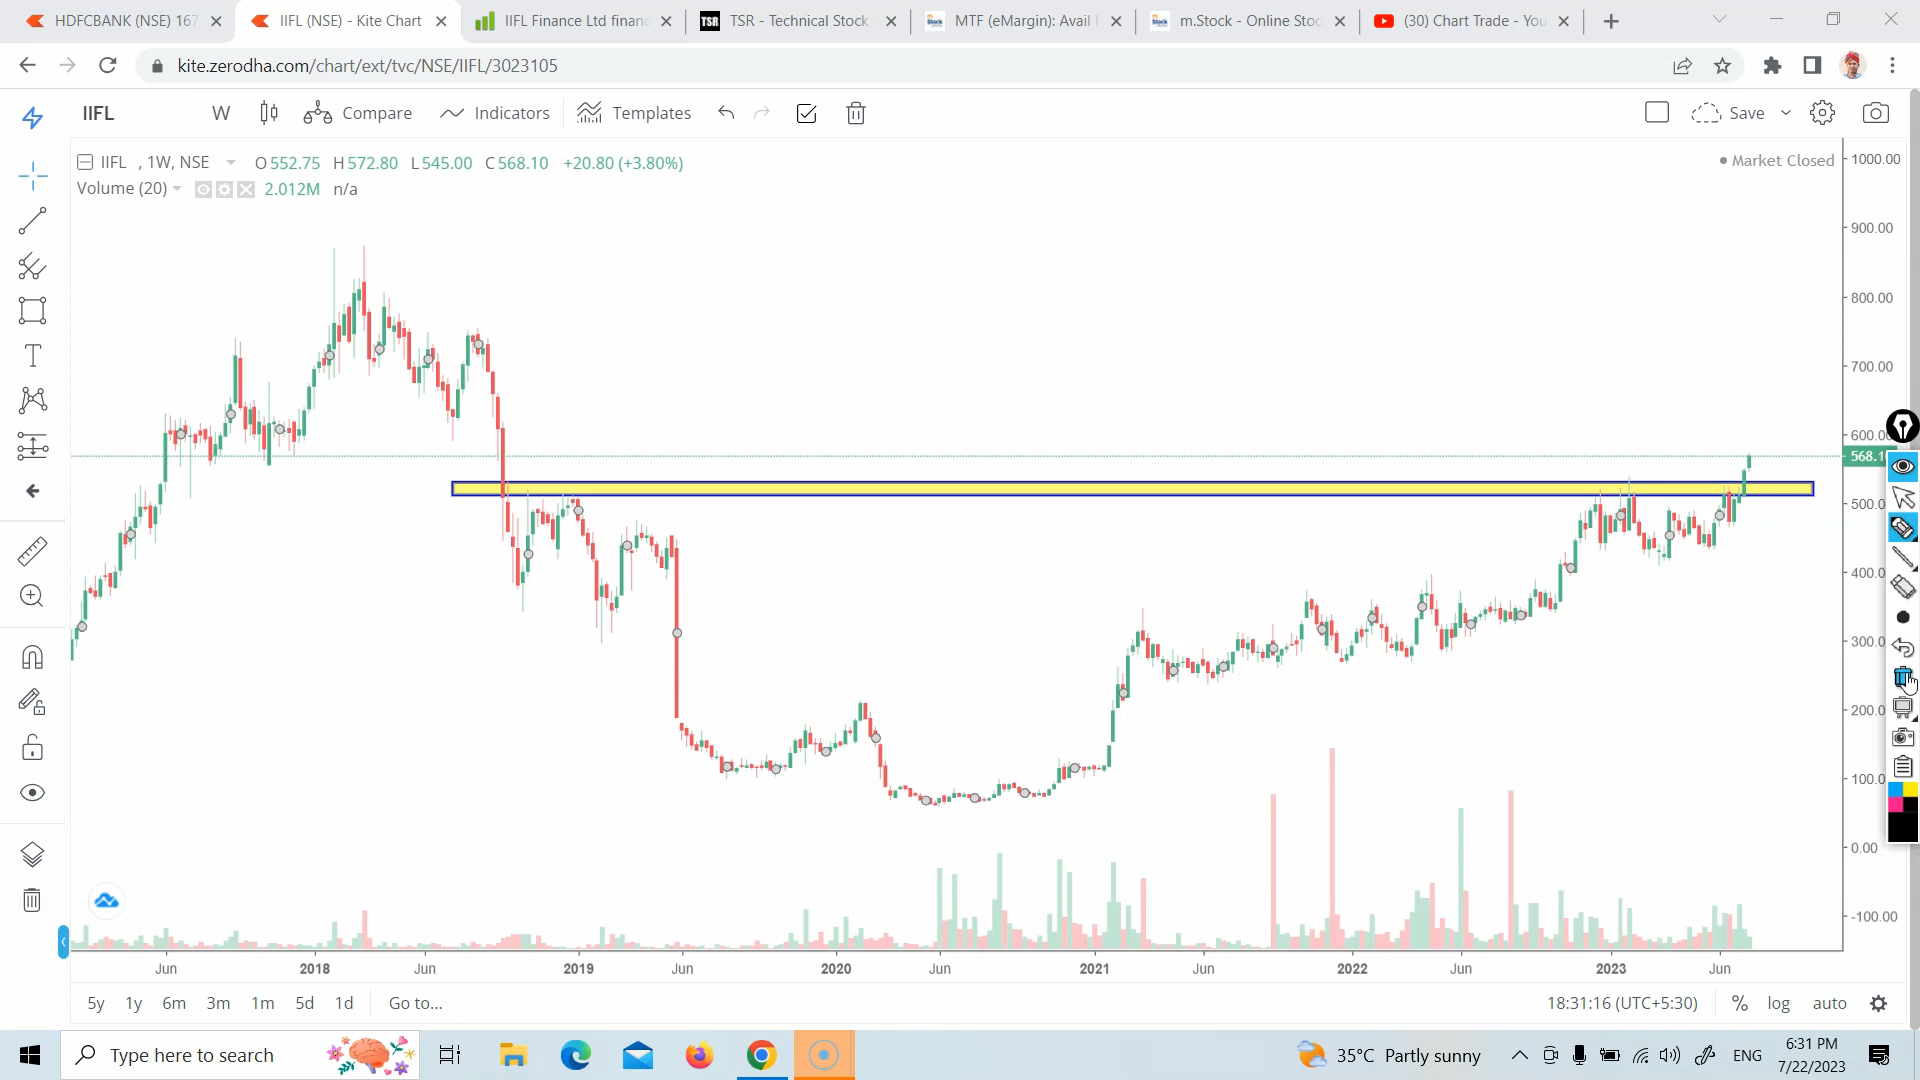 HDFCBANK (NSE) 167
IIFL (NSE) - Kite Chart
IIFL Finance Ltd financ
TSR
TSR - Technical Stock
MTF (eMargin): Avail
m.Stock - Online Stoc
(30) Chart Trade - You
kite.zerodha.com/chart/ext/tvc/NSE/IIFL/3023105
IIFL
W
Compare
Indicators
Templates
Save
IIFL , 1W, NSE O552.75 H572.80 L545.00 C568.10 +20.80 (+3.80%)
Market Closed
Volume (20) 2.012M n/a
1000.00
900.00
800.00
700.00
600.0
568.1
500.0
400.0
300.0
200.0
100.0
0.00
-100.00
Jun 2018 Jun 2019 Jun 2020 Jun 2021 Jun 2022 Jun 2023 Jun
5y 1y 6m 3m 1m 5d 1d Go to...
18:31:16 (UTC+5:30) % log auto
Type here to search
35°C Partly sunny
ENG
6:31 PM
7/22/2023